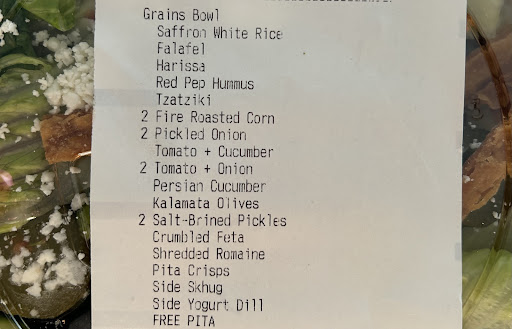 Grains Bowl
Saffron White Rice
Falafel
Harissa
Red Pep Hummus
Tzatziki
2 Fire Roasted Corn
2 Pickled Onion
Tomato + Cucumber
2 Tomato + Onion
Persian Cucumber
Kalamata Olives
2 Salt-Brined Pickles
Crumbled Feta
Shredded Romaine
Pita Crisps
Side Skhug
Side Yogurt Dill
FREE PITA